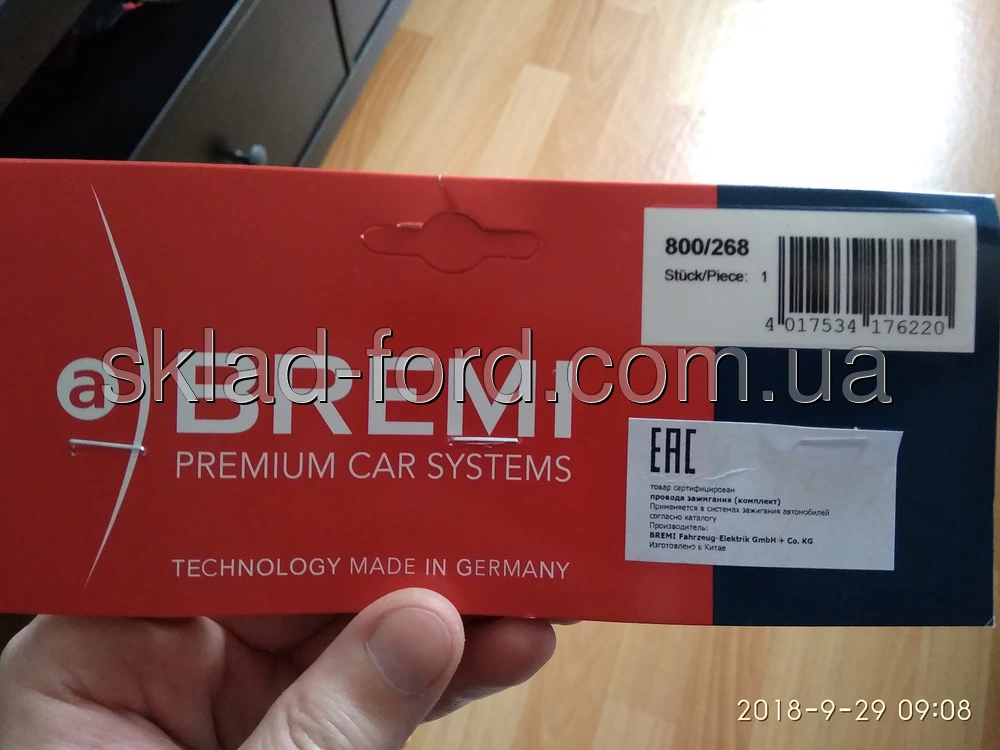 800/268
Stück/Piece: 1
4 017534 176220
sklad-ford.com.ua
a BREMI
PREMIUM CAR SYSTEMS
TECHNOLOGY MADE IN GERMANY
EAC
товар сертифицирован
провода зажигания (комплект)
Применяется в системах зажигания автомобилей
согласно каталогу
Производитель:
BREMI Fahrzeug-Elektrik GmbH + Co. KG
Изготовлено в Китае
2018-9-29 09:08